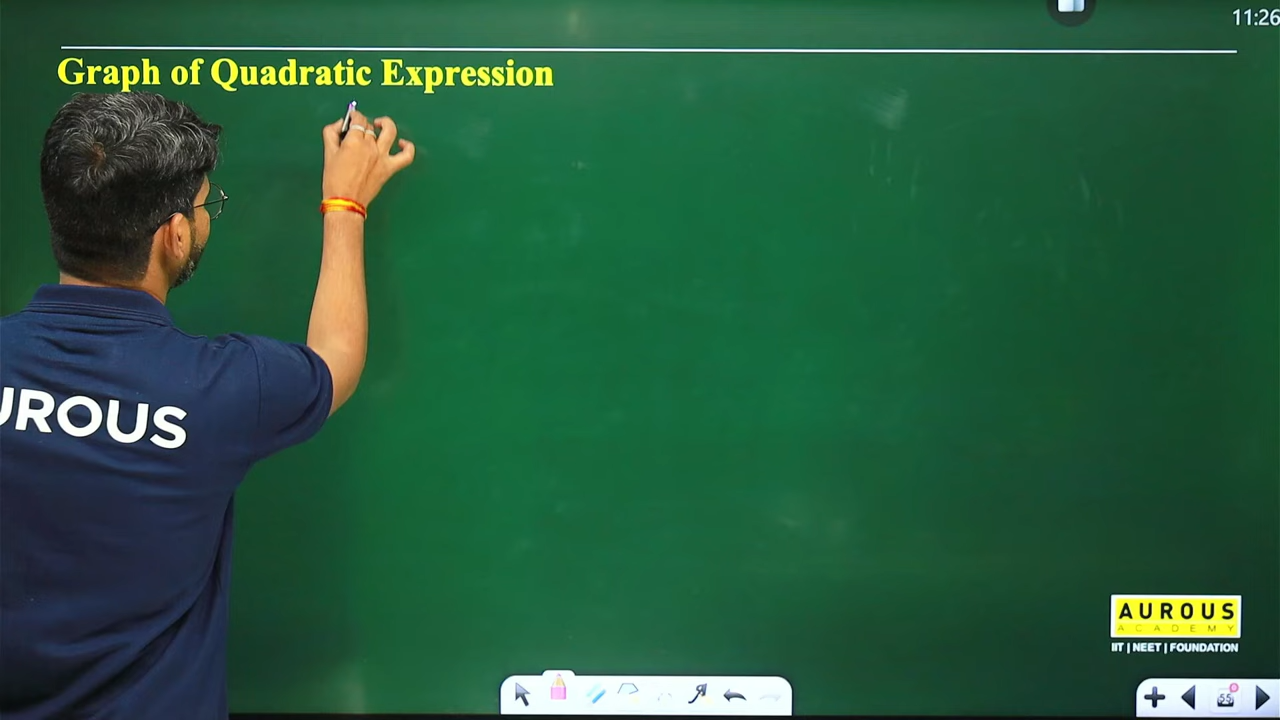 11:26
Graph of Quadratic Expression
UROUS
AUROUS
ACADEMY
IIT | NEET | FOUNDATION
55